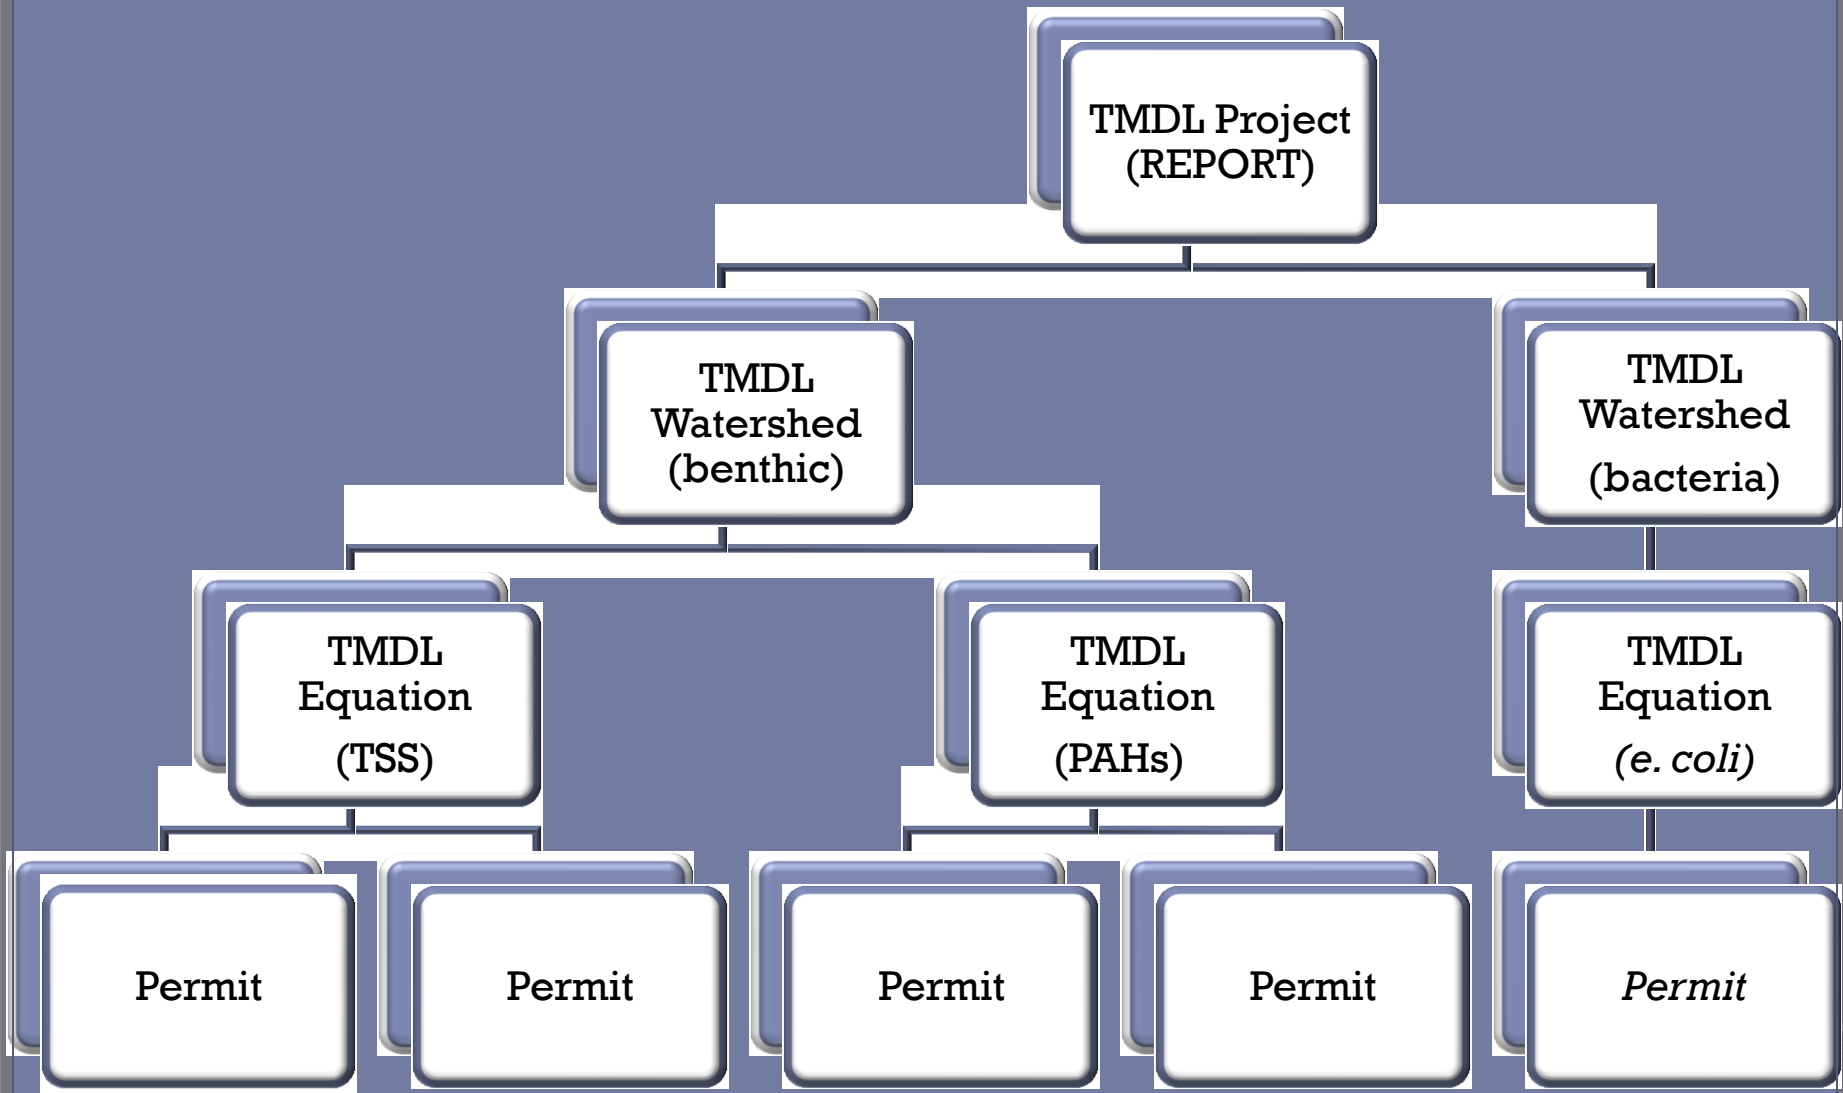 TMDL Project
(REPORT)
TMDL
Watershed
(benthic)
TMDL
Watershed
(bacteria)
TMDL
Equation
(TSS)
TMDL
Equation
(PAHs)
TMDL
Equation
(e. coli)
Permit
Permit
Permit
Permit
Permit